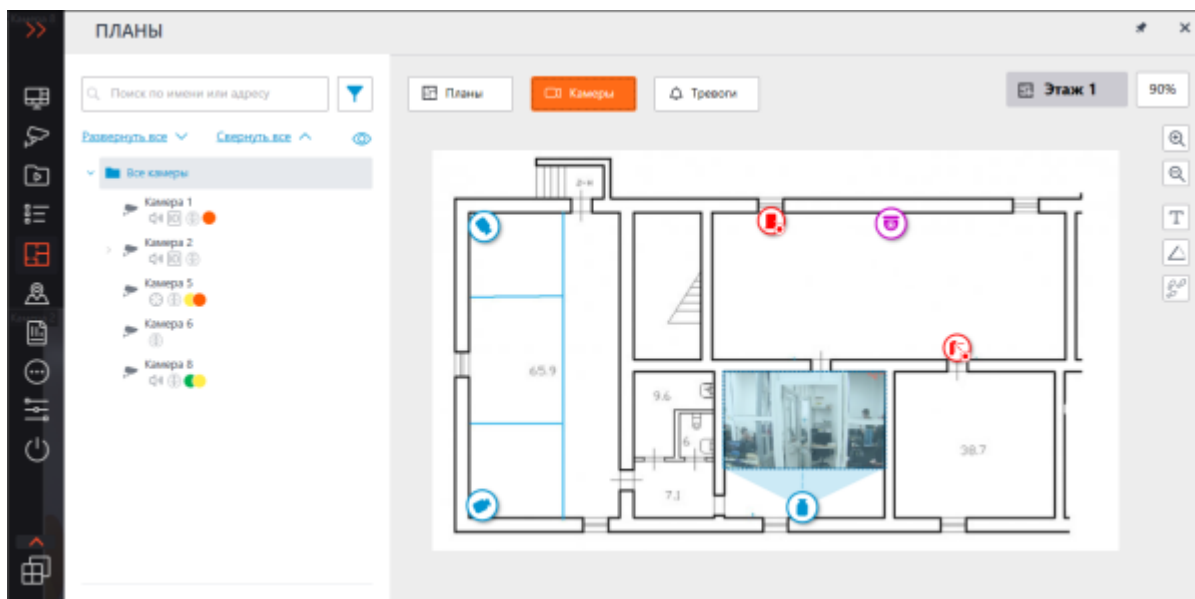 ПЛАНЫ
Поиск по имени или адресу
Планы
Камеры
Тревоги
Этаж 1
90%
Развернуть все
Свернуть все
Все камеры
Камера 1
Камера 2
Камера 5
Камера 6
Камера 8
65.9
9.6
6
7.1
38.7
T